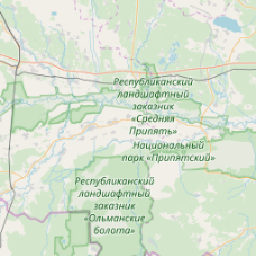 Республиканский
ландшафтный
заказник
«Средняя
Припять»
Национальный
парк «Припятский»
Республиканский
ландшафтный
заказник
«Ольманские
болота»